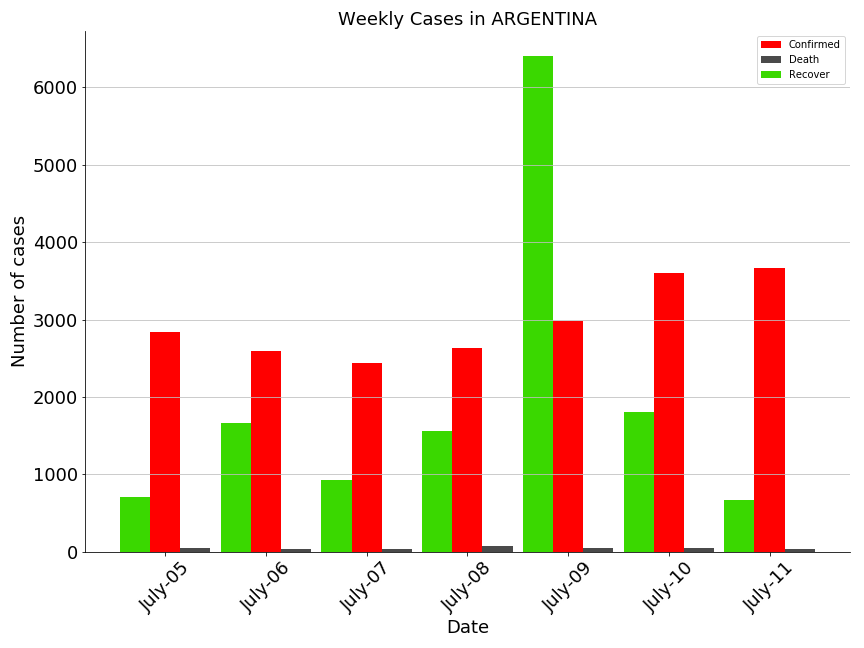 Weekly Cases in ARGENTINA
Confirmed
Death
Recover
Number of cases
6000
5000
4000
3000
2000
1000
0
July-05
July-06
July-07
July-08
July-09
July-10
July-11
Date